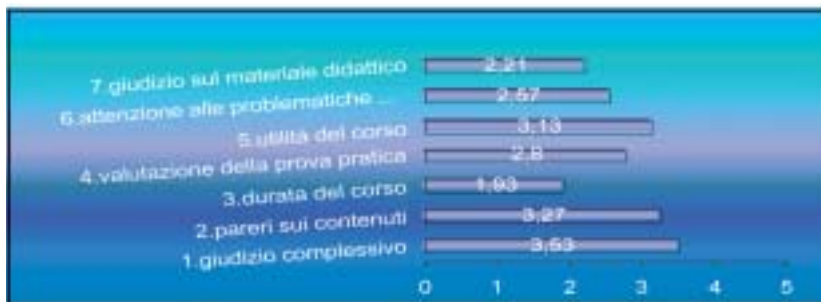 7.giudizio sul materiale didattico 2,21
6.attenzione alle problematiche.... 2,57
5.utilità del corso 3,13
4.valutazione della prova pratica 2,8
3.durata del corso 1,93
2.pareri sui contenuti 3,27
1.giudizio complessivo 3,53
0 1 2 3 4 5